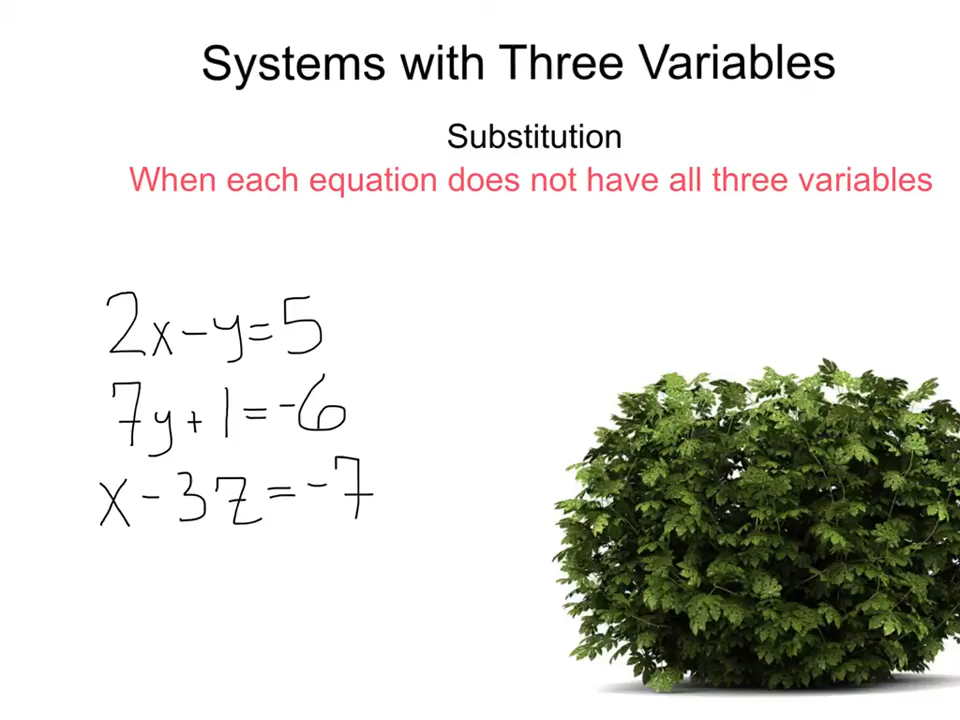 Systems with Three Variables
Substitution
When each equation does not have all three variables
2x-y=5
7y+1=-6
x-3z=-7